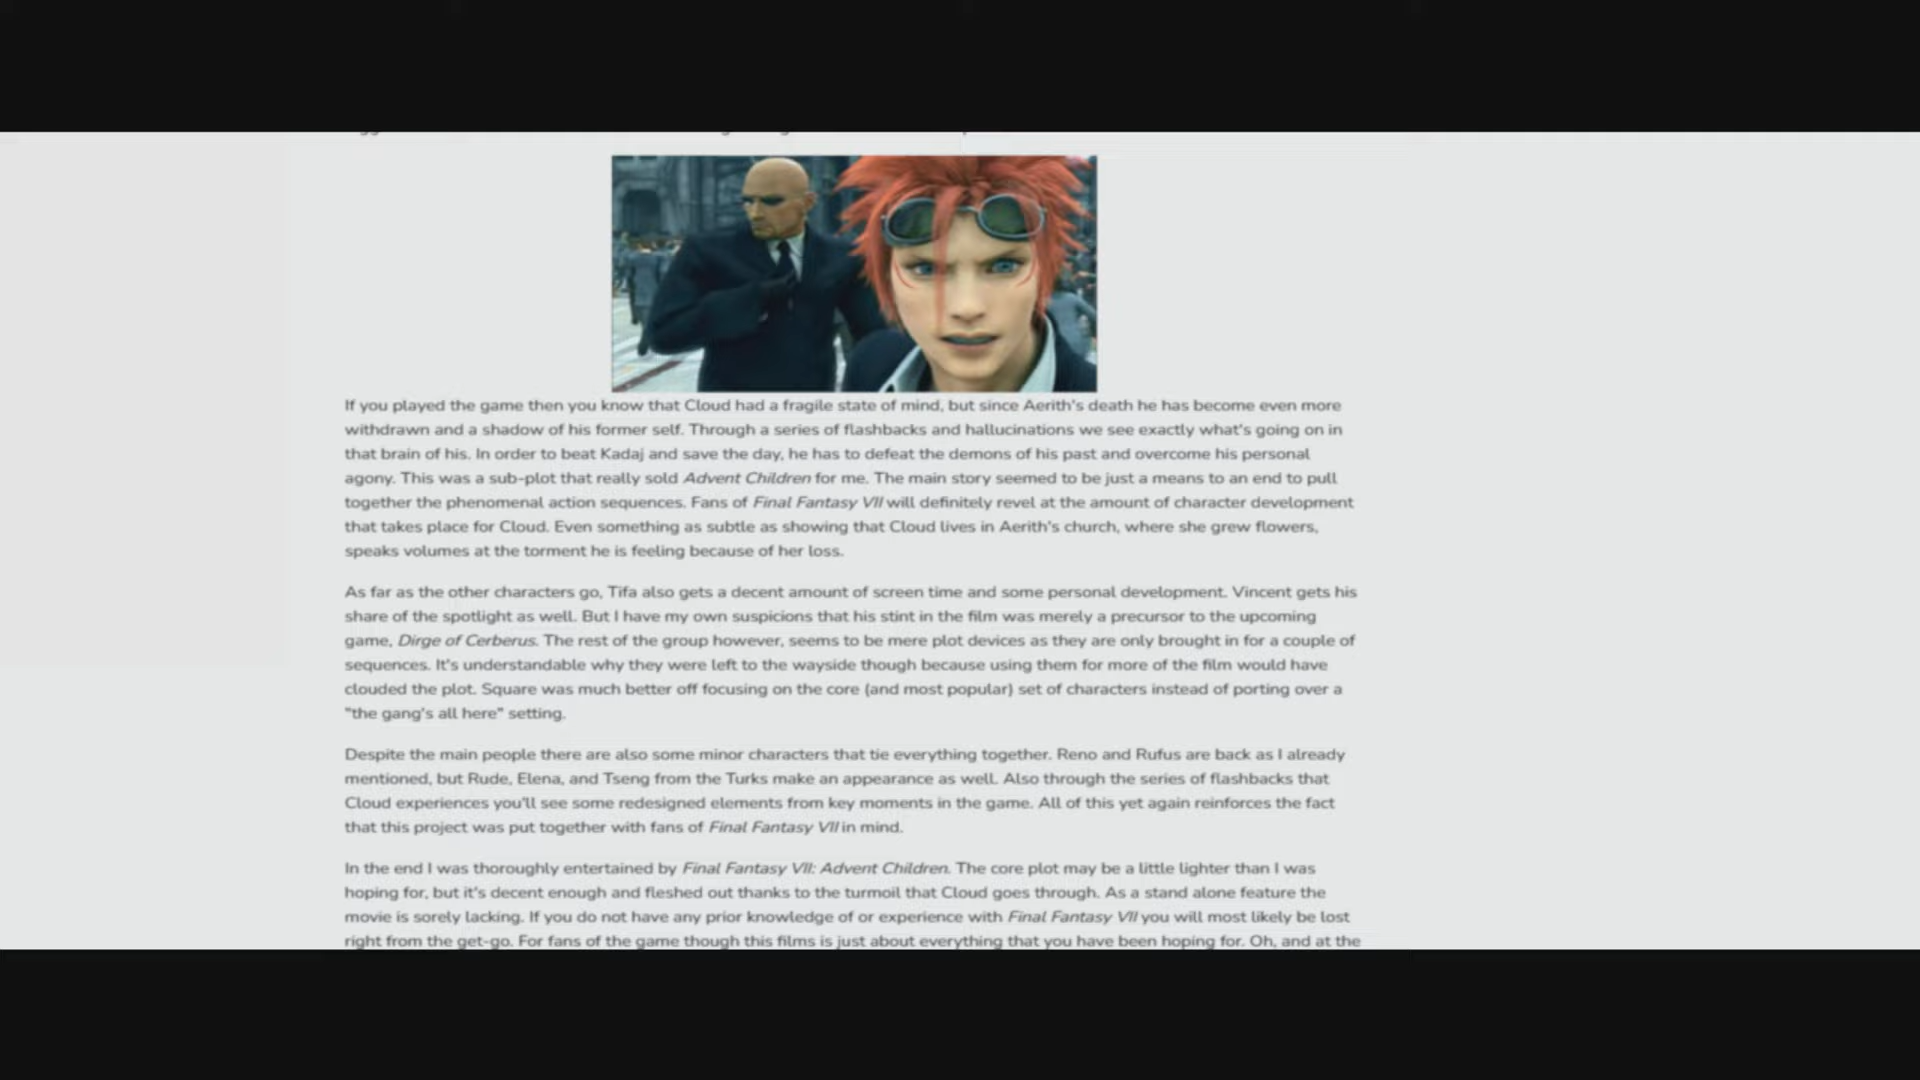 If you played the game then you know that Cloud had a fragile state of mind, but since Aerith's death he has become even more
withdrawn and a shadow of his former self. Through a series of flashbacks and hallucinations we see exactly what's going on in
that brain of his. In order to beat Kadaj and save the day, he has to defeat the demons of his past and overcome his personal
agony. This was a sub-plot that really sold Advent Children for me. The main story seemed to be just a means to an end to pull
together the phenomenal action sequences. Fans of Final Fantasy VII will definitely revel at the amount of character development
that takes place for Cloud. Even something as subtle as showing that Cloud lives in Aerith's church, where she grew flowers,
speaks volumes at the torment he is feeling because of her loss.
As far as the other characters go, Tifa also gets a decent amount of screen time and some personal development. Vincent gets his
share of the spotlight as well. But I have my own suspicions that his stint in the film was merely a precursor to the upcoming
game, Dirge of Cerberus. The rest of the group however, seems to be mere plot devices as they are only brought in for a couple of
sequences. It's understandable why they were left to the wayside though because using them for more of the film would have
clouded the plot. Square was much better off focusing on the core (and most popular) set of characters instead of porting over a
"the gang's all here" setting.
Despite the main people there are also some minor characters that tie everything together. Reno and Rufus are back as I already
mentioned, but Rude, Elena, and Tseng from the Turks make an appearance as well. Also through the series of flashbacks that
Cloud experiences you'll see some redesigned elements from key moments in the game. All of this yet again reinforces the fact
that this project was put together with fans of Final Fantasy VII in mind.
In the end I was thoroughly entertained by Final Fantasy VII: Advent Children. The core plot may be a little lighter than I was
hoping for, but it's decent enough and fleshed out thanks to the turmoil that Cloud goes through. As a stand alone feature the
movie is sorely lacking. If you do not have any prior knowledge of or experience with Final Fantasy VII you will most likely be lost
right from the get-go. For fans of the game though this films is just about everything that you have been hoping for. Oh, and at the